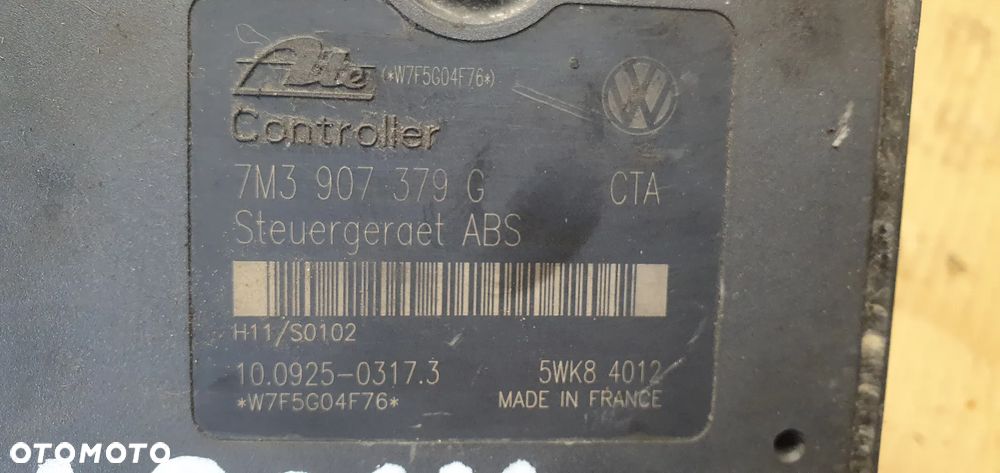 Ate (*W7F5G04F76*)
Controller
7M3 907 379 G CTA
Steuergeraet ABS
H11/S0102
10.0925-0317.3 5WK8 4012
*W7F5G04F76* MADE IN FRANCE
OTOMOTO